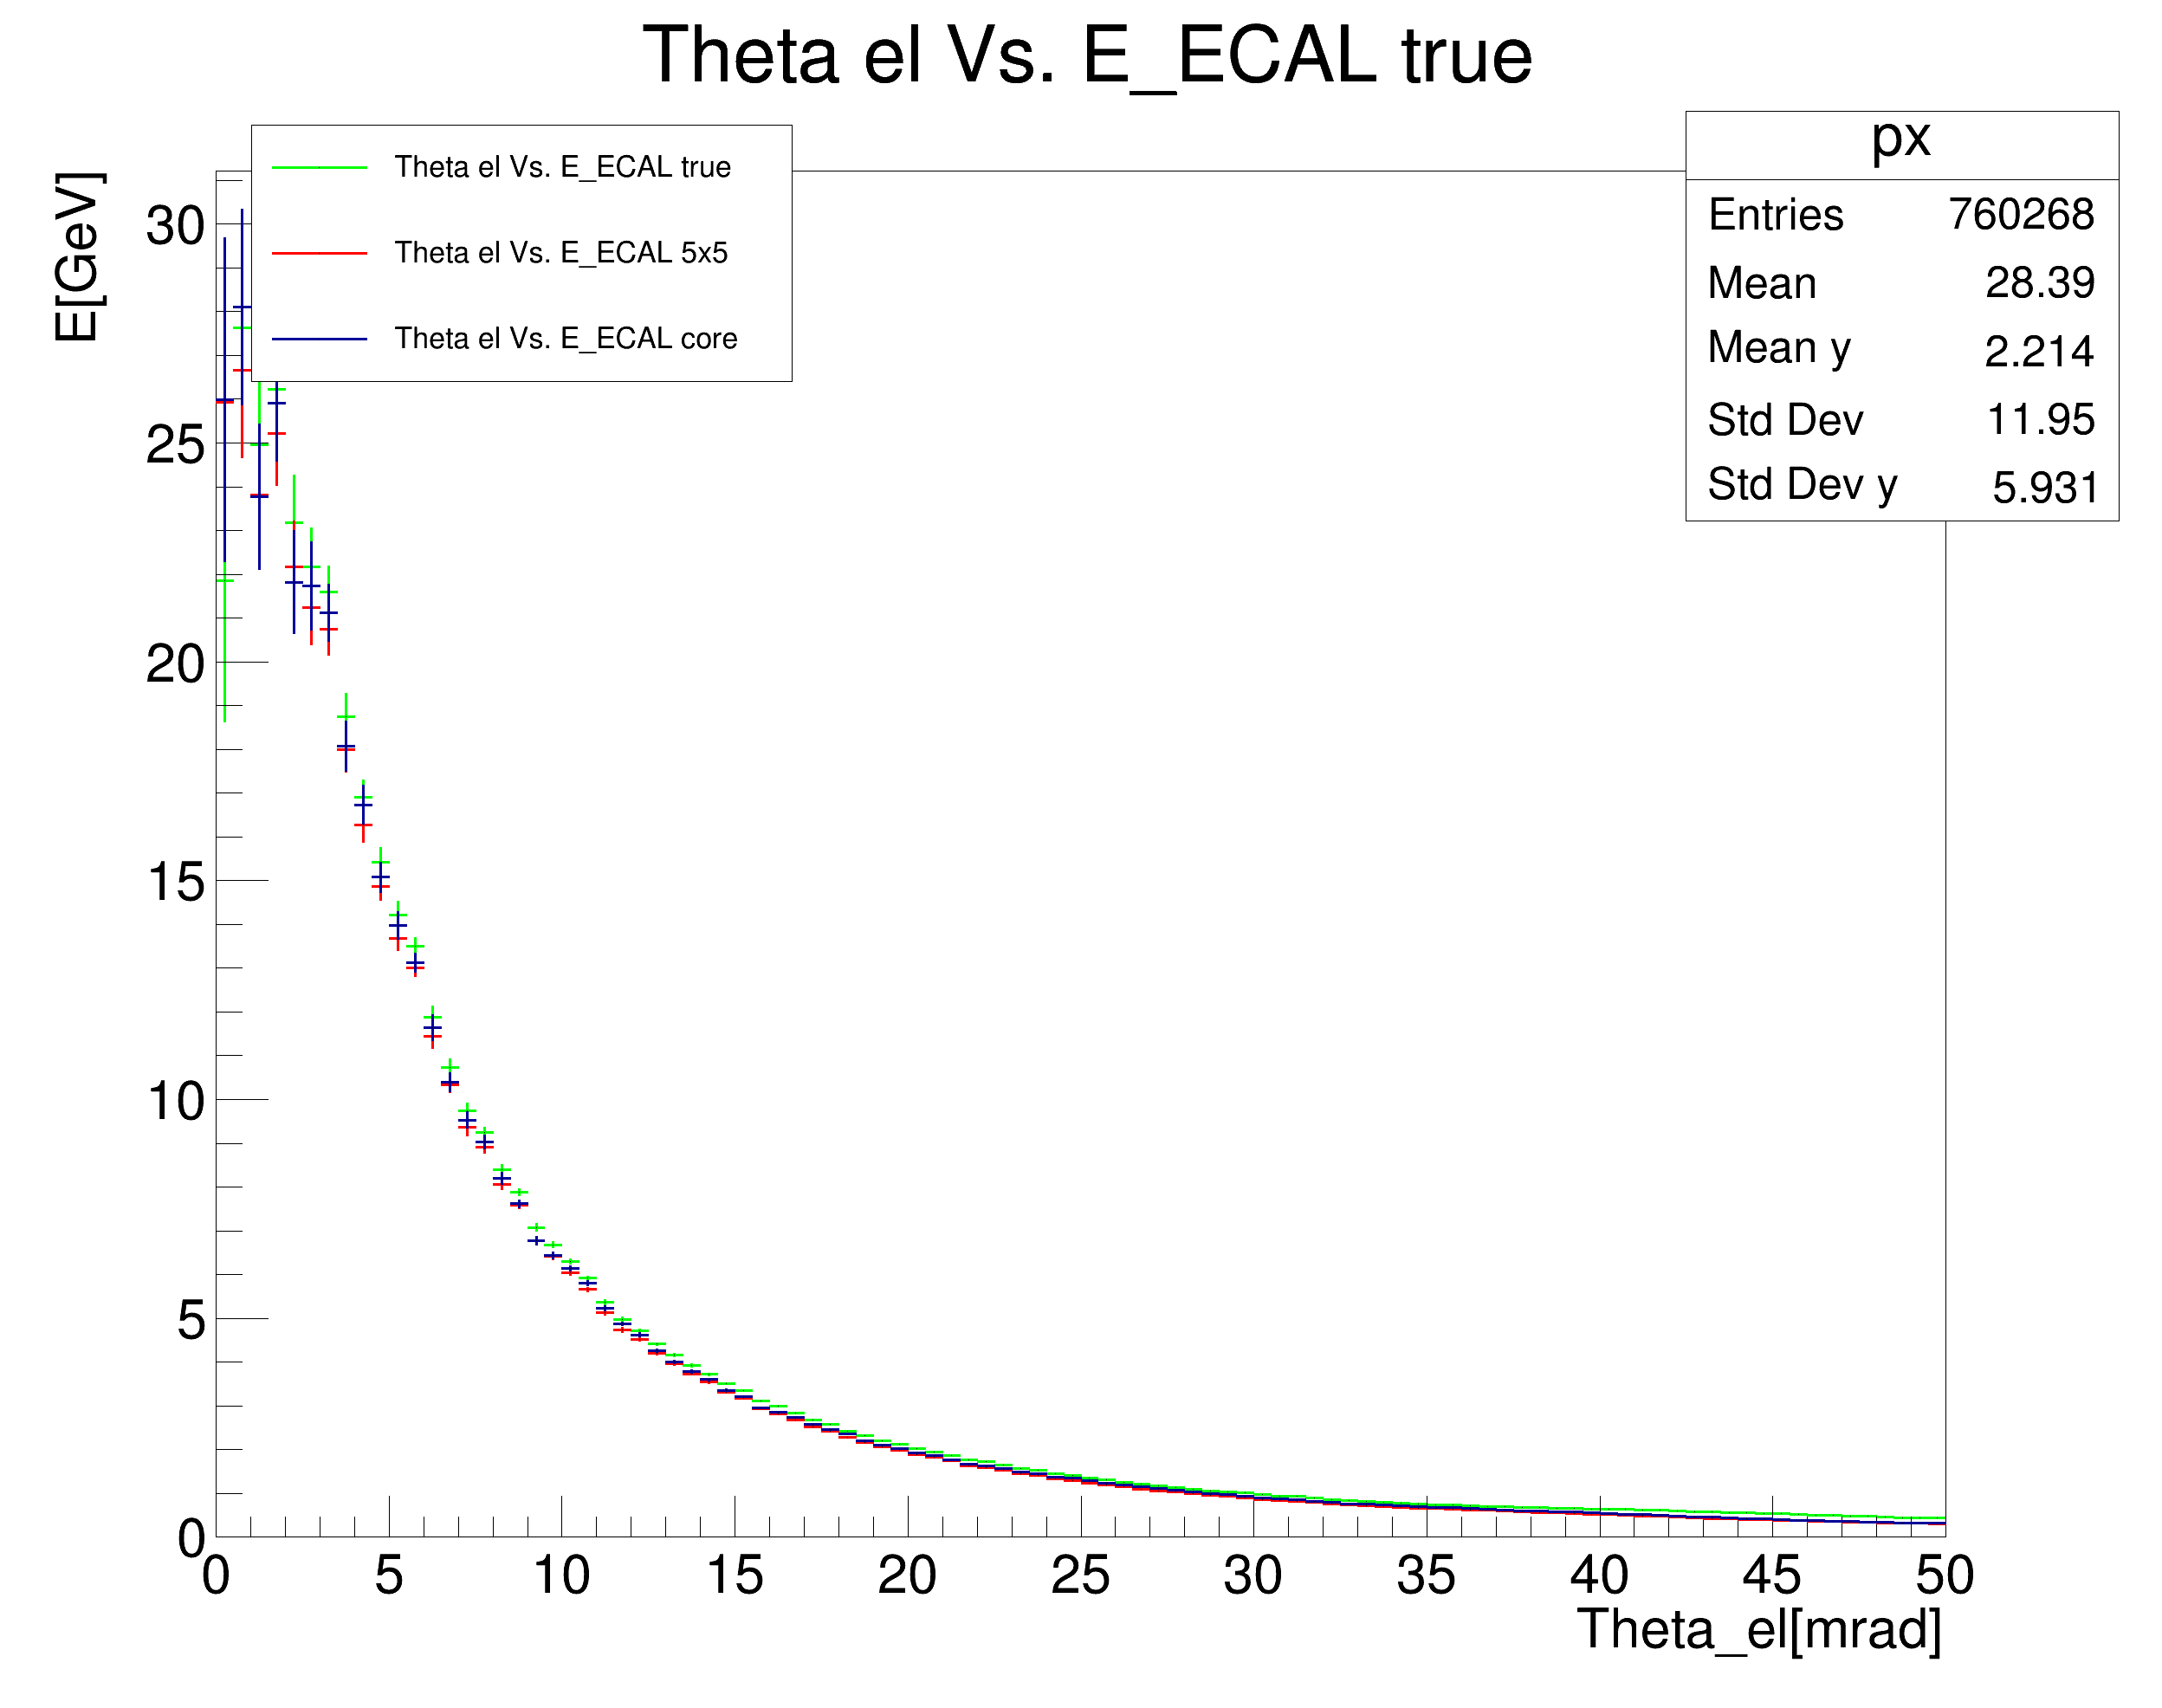 Theta el Vs. E_ECAL true
px
Entries 760268
Mean 28.39
Mean y 2.214
Std Dev 11.95
Std Dev y 5.931
Theta el Vs. E_ECAL true
Theta el Vs. E_ECAL 5x5
Theta el Vs. E_ECAL core
E[GeV]
30
25
20
15
10
5
0
0 5 10 15 20 25 30 35 40 45 50
Theta_el[mrad]